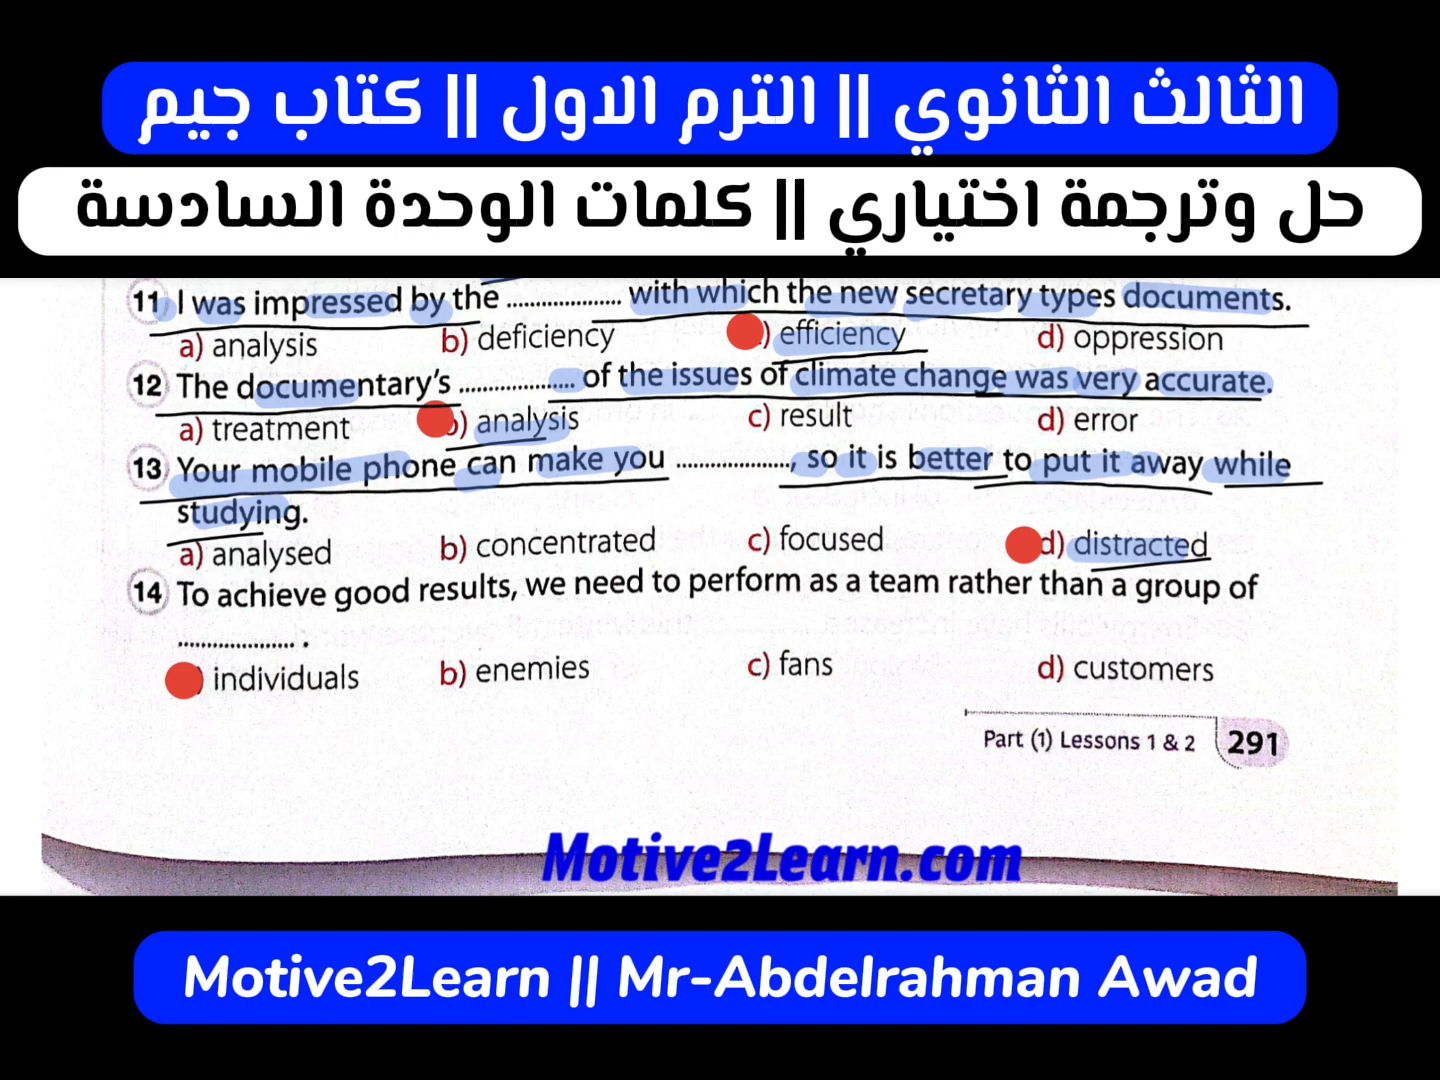 الثالث الثانوي || الترم الاول || كتاب جيم
حل وترجمة اختياري || كلمات الوحدة السادسة
11 I was impressed by the .................... with which the new secretary types documents.
a) analysis b) deficiency ) efficiency d) oppression
12 The documentary's .................... of the issues of climate change was very accurate.
a) treatment b) analysis c) result d) error
13 Your mobile phone can make you ...................., so it is better to put it away while
studying.
a) analysed b) concentrated c) focused d) distracted
14 To achieve good results, we need to perform as a team rather than a group of
.................... .
) individuals b) enemies c) fans d) customers
Part (1) Lessons 1 & 2 291
Motive2Learn.com
Motive2Learn || Mr-Abdelrahman Awad